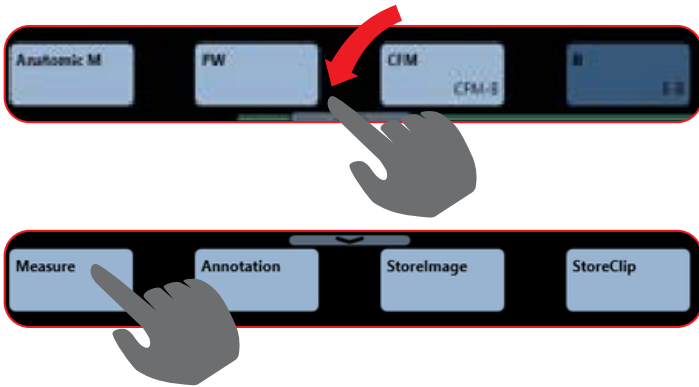 Anatomic M PW CFM B
CFM-B B-B
Measure Annotation StoreImage StoreClip